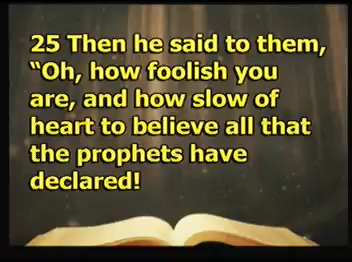 25 Then he said to them,
“Oh, how foolish you
are, and how slow of
heart to believe all that
the prophets have
declared!